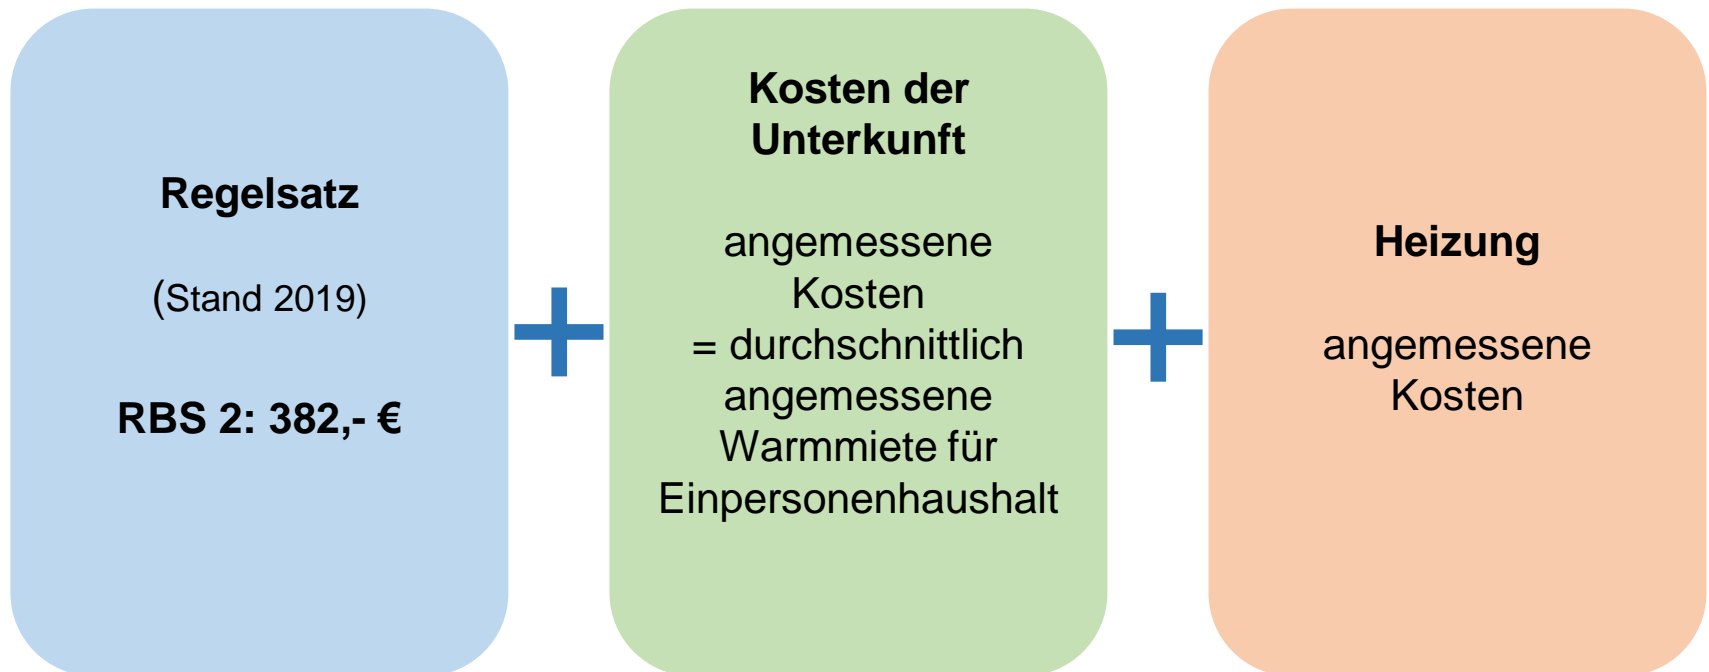 Regelsatz
(Stand 2019)
RBS 2: 382,- €
Kosten der
Unterkunft
angemessene
Kosten
= durchschnittlich
angemessene
Warmmiete für
Einpersonenhaushalt
Heizung
angemessene
Kosten